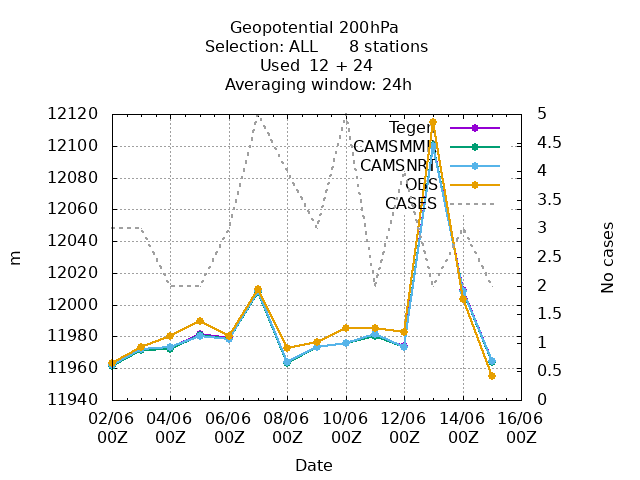 Geopotential 200hPa
Selection: ALL 8 stations
Used 12 + 24
Averaging window: 24h
12120
12100
12080
12060
12040
12020
12000
11980
11960
11940
m
5
4.5
4
3.5
3
2.5
2
1.5
1
0.5
0
No cases
Tegen
CAMSMMR
CAMSNRT
OBS
CASES
02/06 04/06 06/06 08/06 10/06 12/06 14/06 16/06
00Z 00Z 00Z 00Z 00Z 00Z 00Z 00Z
Date